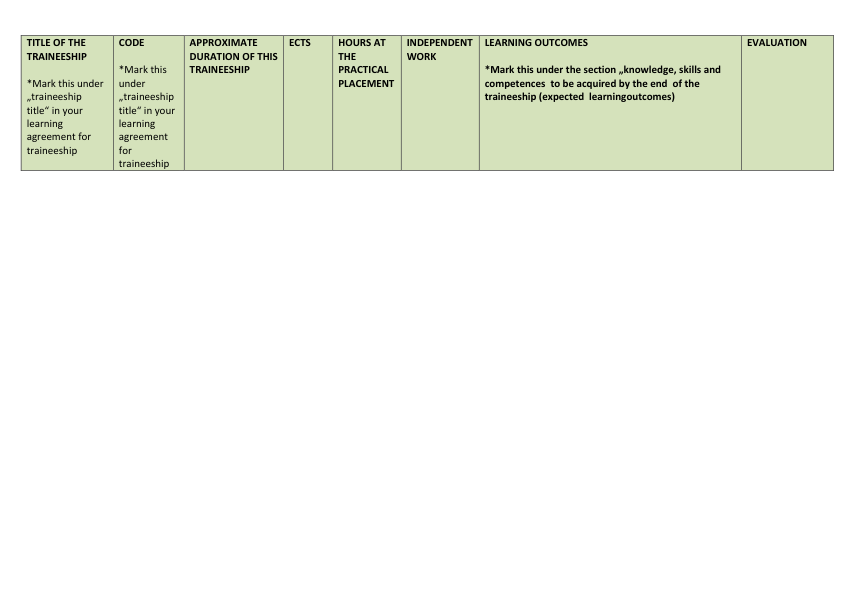 TITLE OF THE
TRAINEESHIP
*Mark this under
„traineeship
title“ in your
learning
agreement for
traineeship
CODE
*Mark this
under
„traineeship
title“ in your
learning
agreement
for
traineeship
APPROXIMATE
DURATION OF THIS
TRAINEESHIP
ECTS
HOURS AT
THE
PRACTICAL
PLACEMENT
INDEPENDENT
WORK
LEARNING OUTCOMES
*Mark this under the section „knowledge, skills and
competences  to be acquired by the end  of the
traineeship (expected  learningoutcomes)
EVALUATION